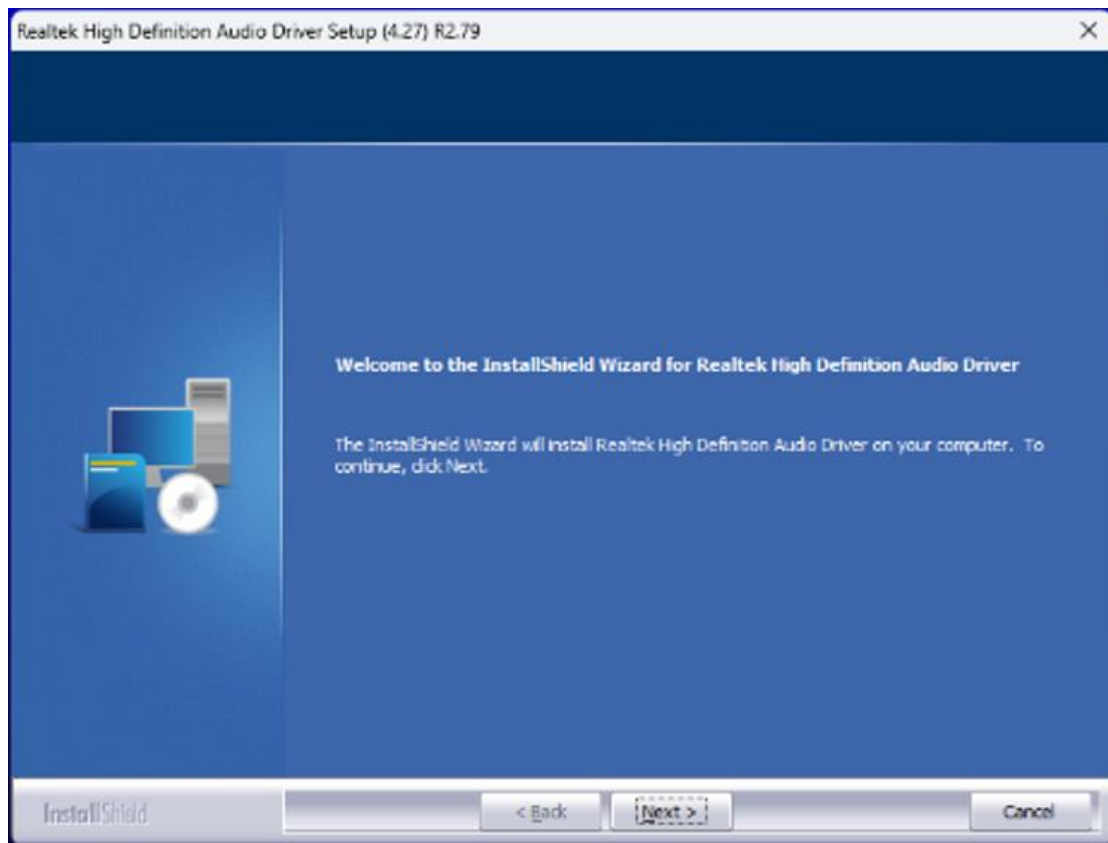 Realtek High Definition Audio Driver Setup (4.27) R2.79
Welcome to the InstallShield Wizard for Realtek High Definition Audio Driver
The InstallShield Wizard will install Realtek High Definition Audio Driver on your computer. To
continue, click Next.
InstallShield
< Back
Next >
Cancel